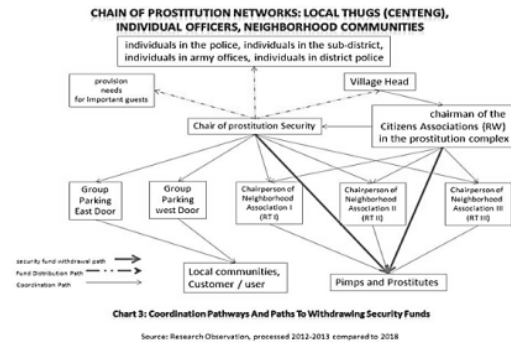 CHAIN OF PROSTITUTION NETWORKS: LOCAL THUGS (CENTENG),
INDIVIDUAL OFFICERS, NEIGHBORHOOD COMMUNITIES
individuals in the police, individuals in the sub-district,
individuals in army offices, individuals in district police
provision
needs
for Important guests
Village Head
Chair of prostitution Security
chairman of the
Citizens Associations (RW)
in the prostitution complex
Group
Parking
East Door
Group
Parking
west Door
Chairperson of
Neighborhood
Association I
(RT I)
Chairperson of
Neighborhood
Association II
(RT II)
Chairperson of
Neighborhood
Association III
(RT III)
security fund withdrawal path
Fund Distribution Path
Coordination Path
Local communities,
Customer / user
Pimps and Prostitutes
Chart 3: Coordination Pathways And Paths To Withdrawing Security Funds
Source: Research Observation, processed 2012-2013 compared to 2018